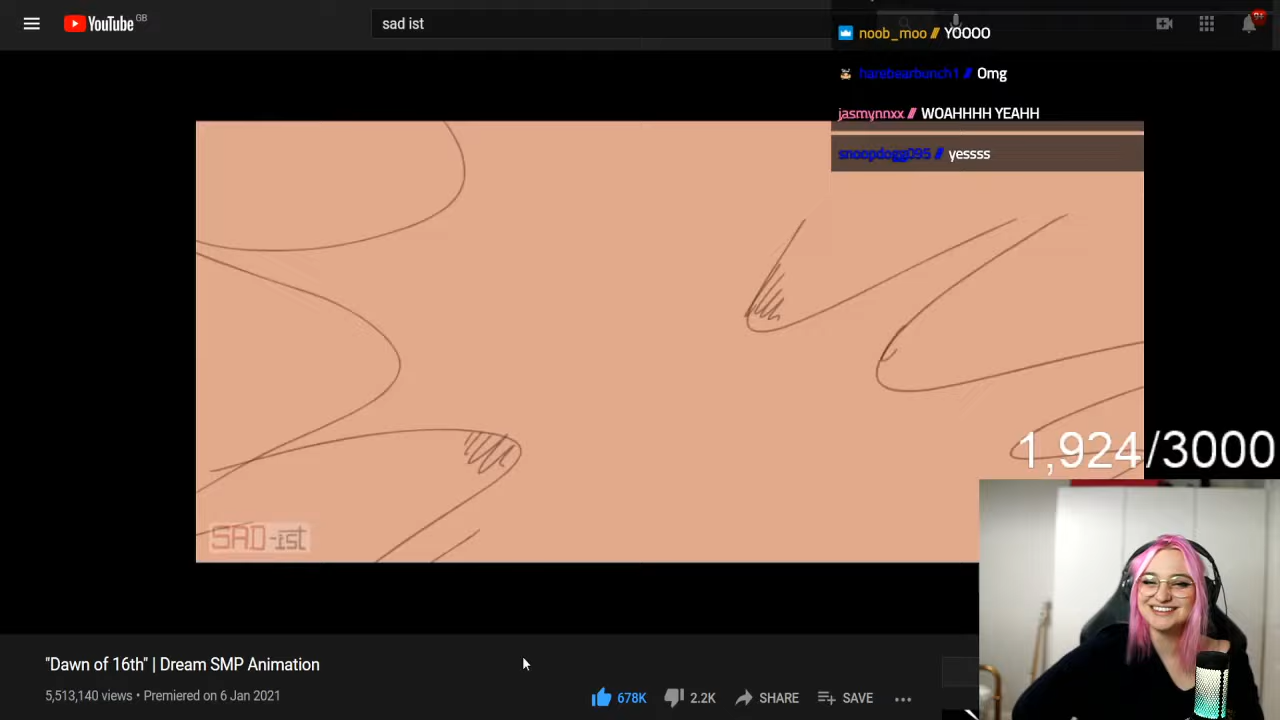 YouTube GB
sad ist
9+
noob_moo // YOOOO
harebearbunch1 // Omg
jasmynnxx // WOAHHHH YEAHH
snoopdogg095 // yessss
1,924/3000
SAD-ist
"Dawn of 16th" | Dream SMP Animation
5,513,140 views • Premiered on 6 Jan 2021
678K 2.2K SHARE SAVE